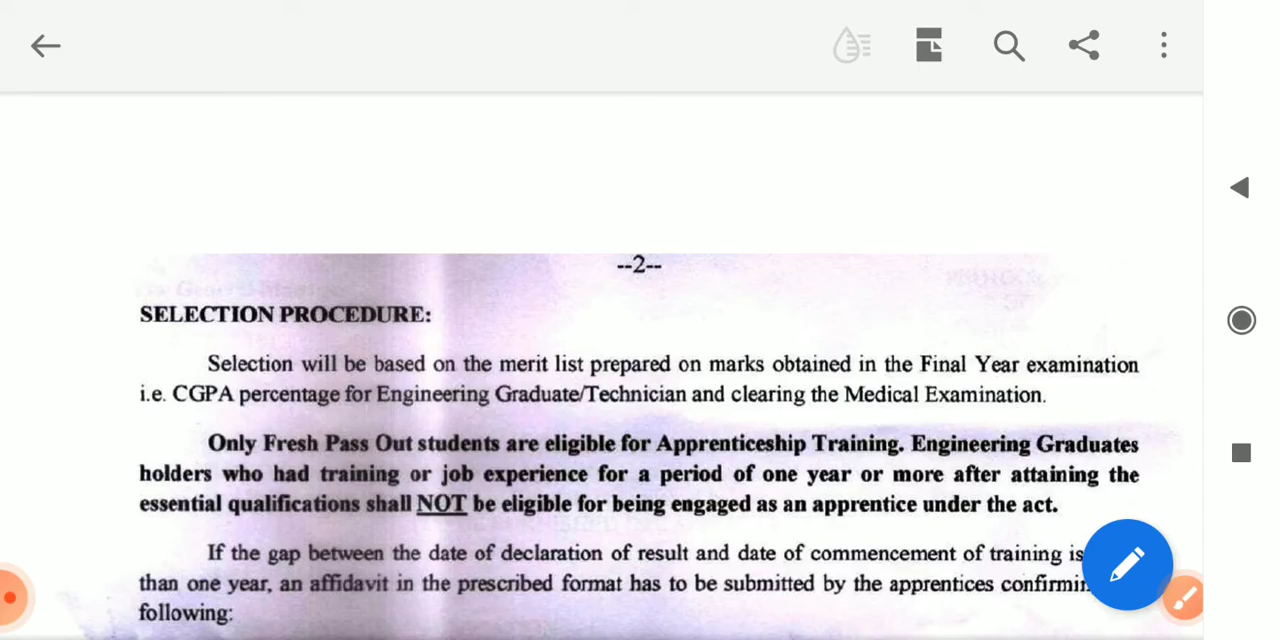 --2--
SELECTION PROCEDURE:
Selection will be based on the merit list prepared on marks obtained in the Final Year examination
i.e. CGPA percentage for Engineering Graduate/Technician and clearing the Medical Examination.
Only Fresh Pass Out students are eligible for Apprenticeship Training. Engineering Graduates
holders who had training or job experience for a period of one year or more after attaining the
essential qualifications shall NOT be eligible for being engaged as an apprentice under the act.
If the gap between the date of declaration of result and date of commencement of training is
than one year, an affidavit in the prescribed format has to be submitted by the apprentices
following: